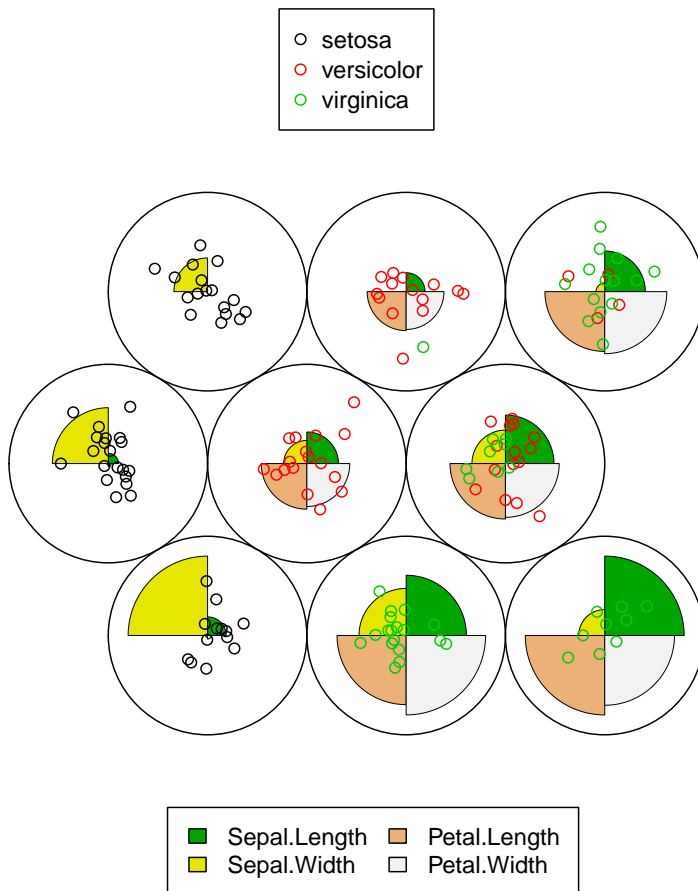 setosa
versicolor
virginica
Sepal.Length Petal.Length
Sepal.Width Petal.Width